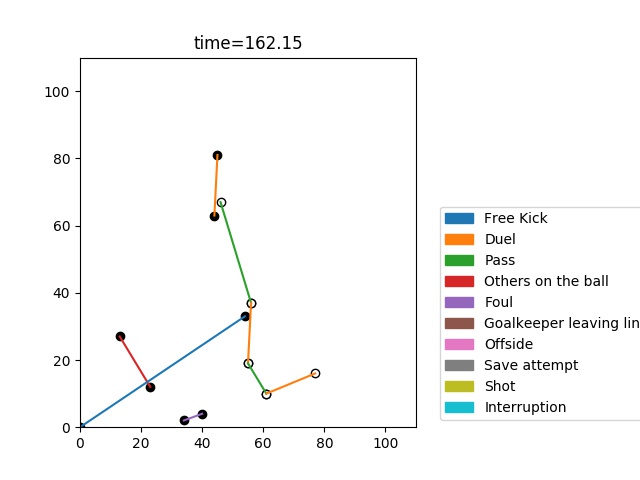 time=162.15
100
80
60
40
20
0
0 20 40 60 80 100
Free Kick
Duel
Pass
Others on the ball
Foul
Goalkeeper leaving lin
Offside
Save attempt
Shot
Interruption